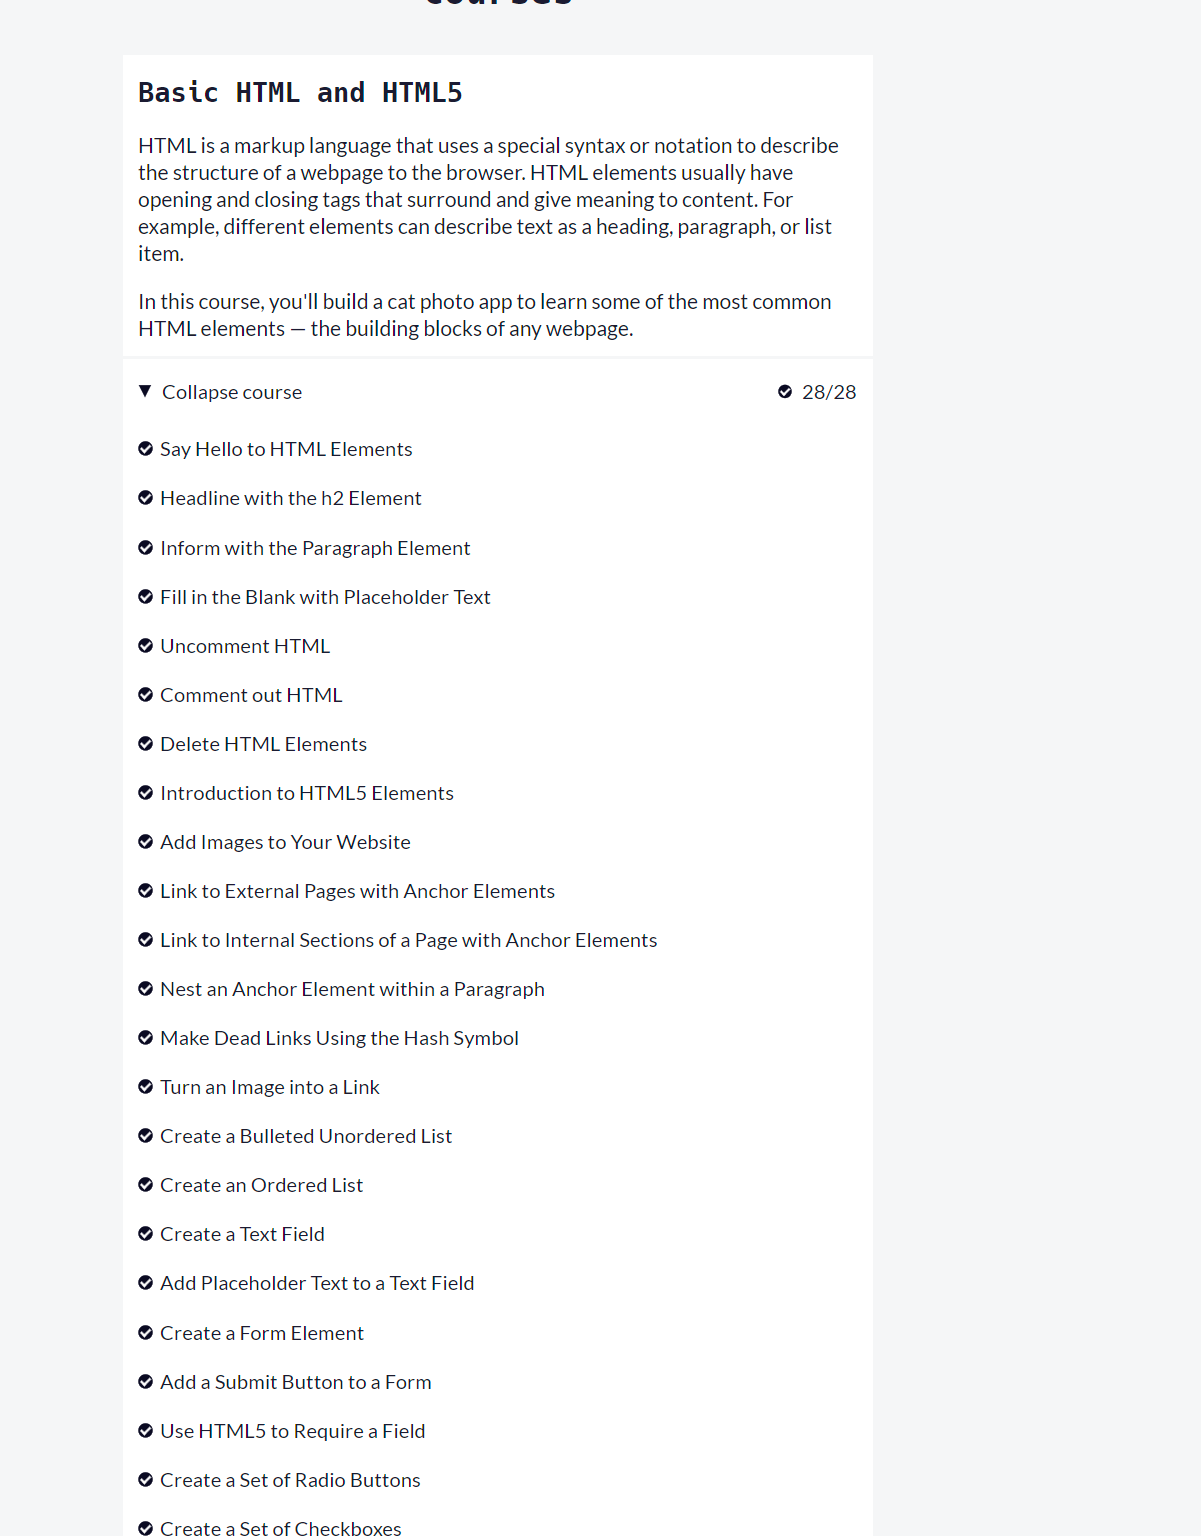 courses
Basic HTML and HTML5
HTML is a markup language that uses a special syntax or notation to describe
the structure of a webpage to the browser. HTML elements usually have
opening and closing tags that surround and give meaning to content. For
example, different elements can describe text as a heading, paragraph, or list
item.
In this course, you'll build a cat photo app to learn some of the most common
HTML elements — the building blocks of any webpage.
Collapse course 28/28
Say Hello to HTML Elements
Headline with the h2 Element
Inform with the Paragraph Element
Fill in the Blank with Placeholder Text
Uncomment HTML
Comment out HTML
Delete HTML Elements
Introduction to HTML5 Elements
Add Images to Your Website
Link to External Pages with Anchor Elements
Link to Internal Sections of a Page with Anchor Elements
Nest an Anchor Element within a Paragraph
Make Dead Links Using the Hash Symbol
Turn an Image into a Link
Create a Bulleted Unordered List
Create an Ordered List
Create a Text Field
Add Placeholder Text to a Text Field
Create a Form Element
Add a Submit Button to a Form
Use HTML5 to Require a Field
Create a Set of Radio Buttons
Create a Set of Checkboxes